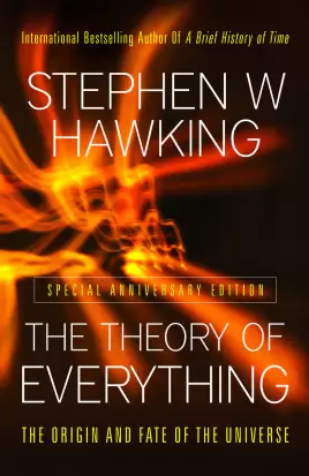 International Bestselling Author Of A Brief History of Time
STEPHEN W
HAWKING
SPECIAL ANNIVERSARY EDITION
THE THEORY OF
EVERYTHING
THE ORIGIN AND FATE OF THE UNIVERSE